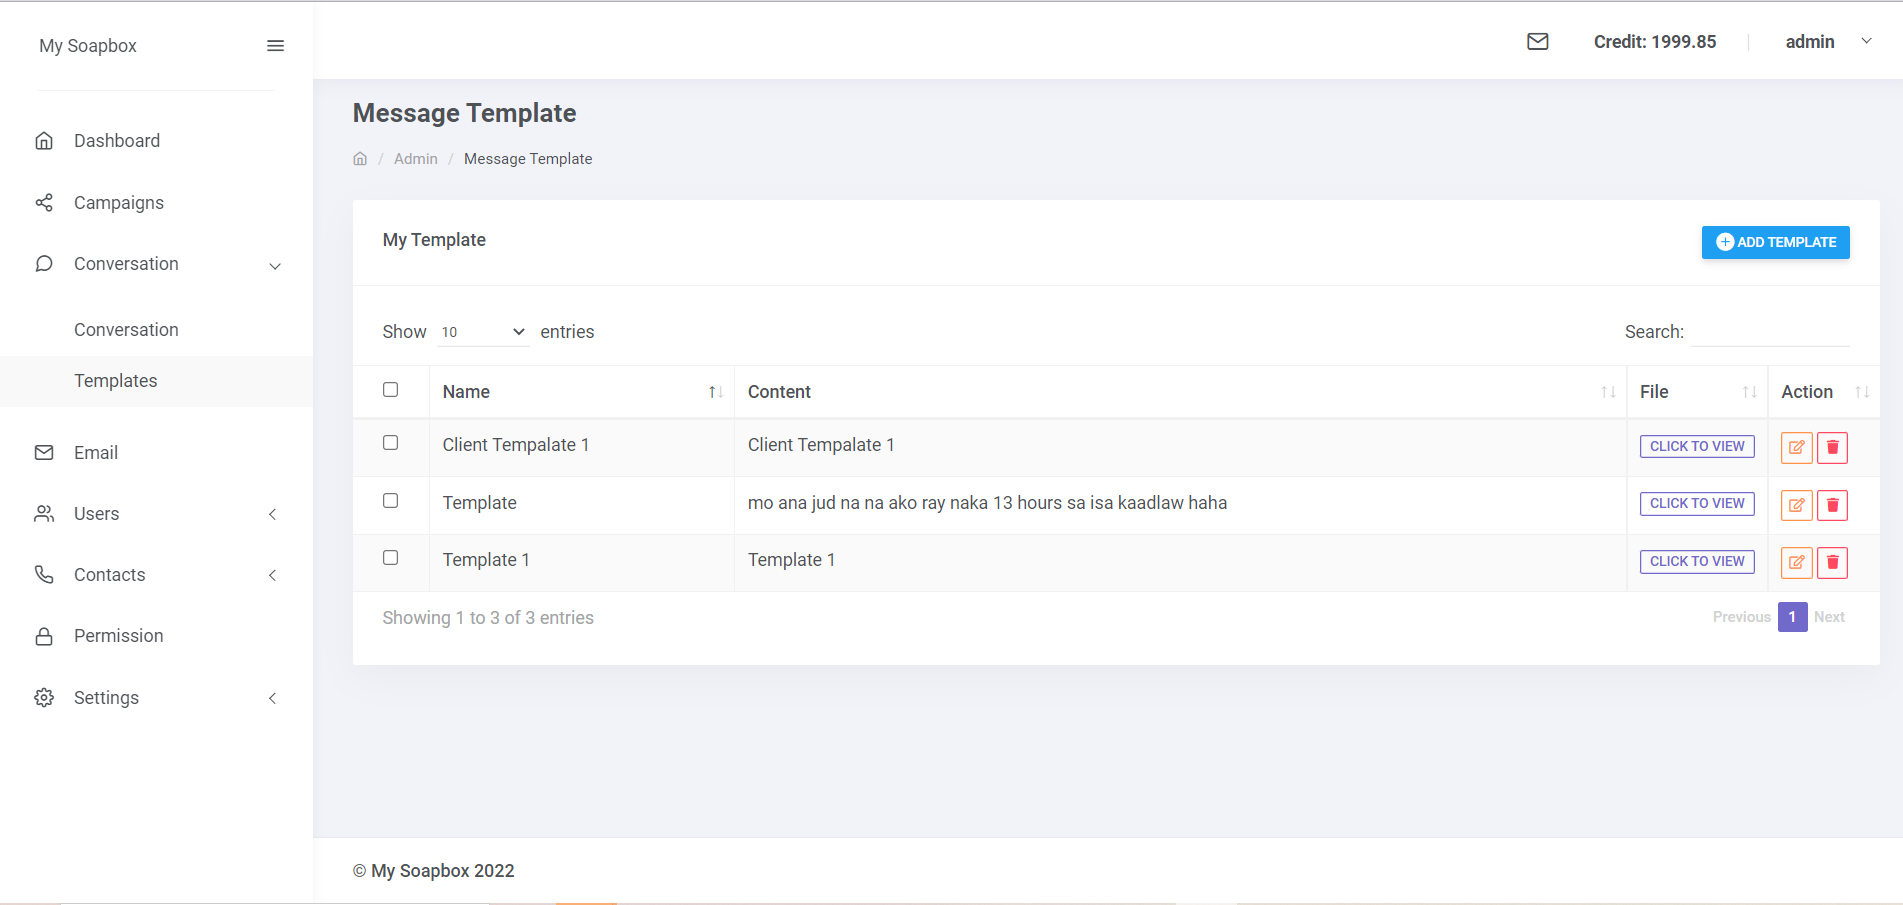 My Soapbox
Credit: 1999.85
admin
Dashboard
Campaigns
Conversation
Conversation
Templates
Email
Users
Contacts
Permission
Settings
Message Template
/ Admin / Message Template
My Template
ADD TEMPLATE
Show 10 entries
Search:
Name Content File Action
Client Tempalate 1 Client Tempalate 1 CLICK TO VIEW
Template mo ana jud na na ako ray naka 13 hours sa isa kaadlaw haha CLICK TO VIEW
Template 1 Template 1 CLICK TO VIEW
Showing 1 to 3 of 3 entries
Previous 1 Next
© My Soapbox 2022